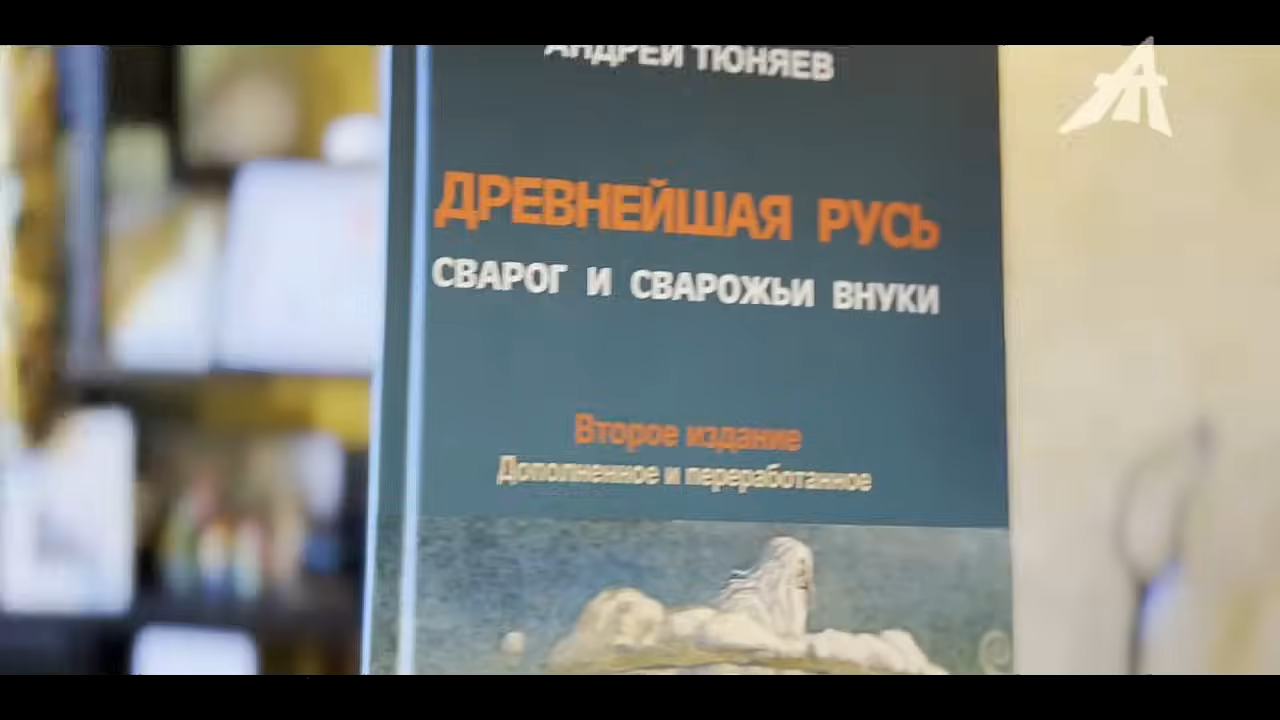 АНДРЕЙ ТЮНЯЕВ
ДРЕВНЕЙШАЯ РУСЬ
СВАРОГ И СВАРОЖЬИ ВНУКИ
Второе издание
Дополненное и переработанное